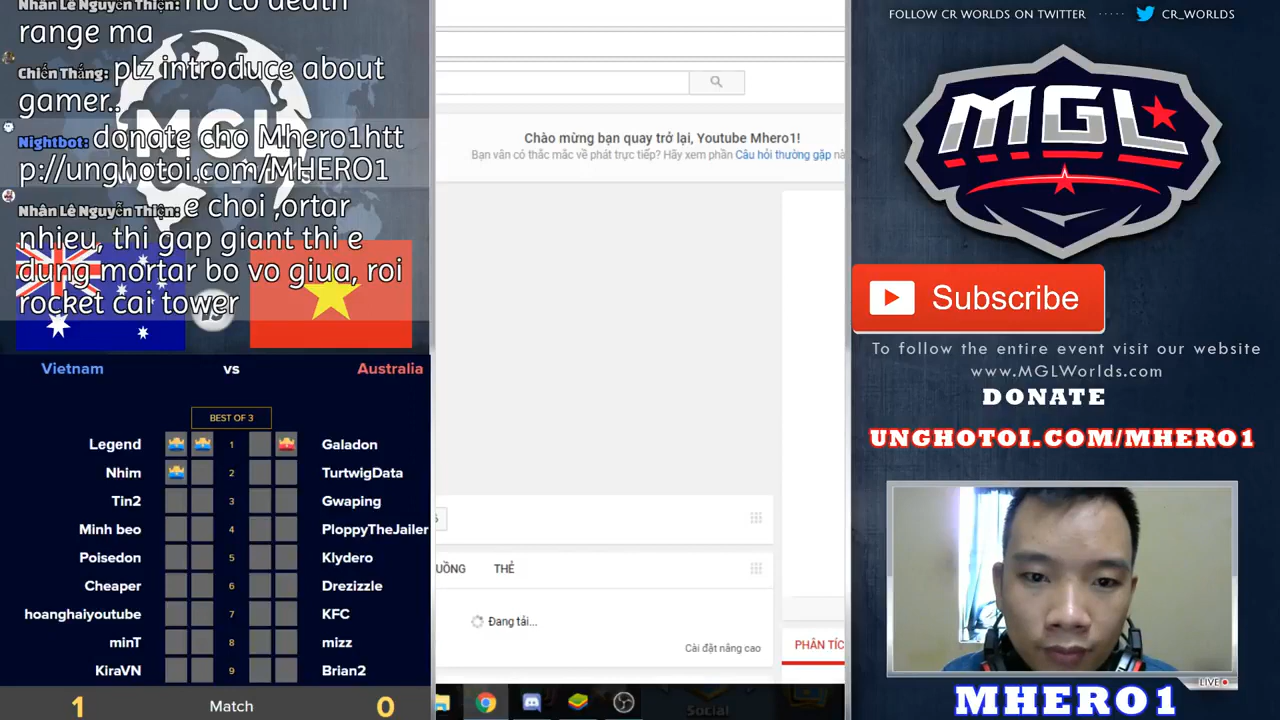 Nhân Lê Nguyễn Thiện: no co death
range ma
Chiến Thắng: plz introduce about
gamer..
Nightbot: donate cho Mhero1htt
p://unghotoi.com/MHERO1
Nhân Lê Nguyễn Thiện: e choi ,ortar
nhieu, thi gap giant thi e
dung mortar bo vo giua, roi
rocket cai tower
MGL
Vietnam vs Australia
BEST OF 3
Legend 1 Galadon
Nhim 2 TurtwigData
Tin2 3 Gwaping
Minh beo 4 PloppyTheJailer
Poisedon 5 Klydero
Cheaper 6 Drezizzle
hoanghaiyoutube 7 KFC
minT 8 mizz
KiraVN 9 Brian2
1 Match 0
Chào mừng bạn quay trở lại, Youtube Mhero1!
Bạn vẫn có thắc mắc về phát trực tiếp? Hãy xem phần Câu hỏi thường gặp
UỒNG THẺ
Đang tải...
Cài đặt nâng cao
PHÂN TÍC
Social
FOLLOW CR WORLDS ON TWITTER ····· CR_WORLDS
MGL
Subscribe
To follow the entire event visit our website
www.MGLWorlds.com
DONATE
UNGHOTOI.COM/MHERO1
LIVE
MHERO1